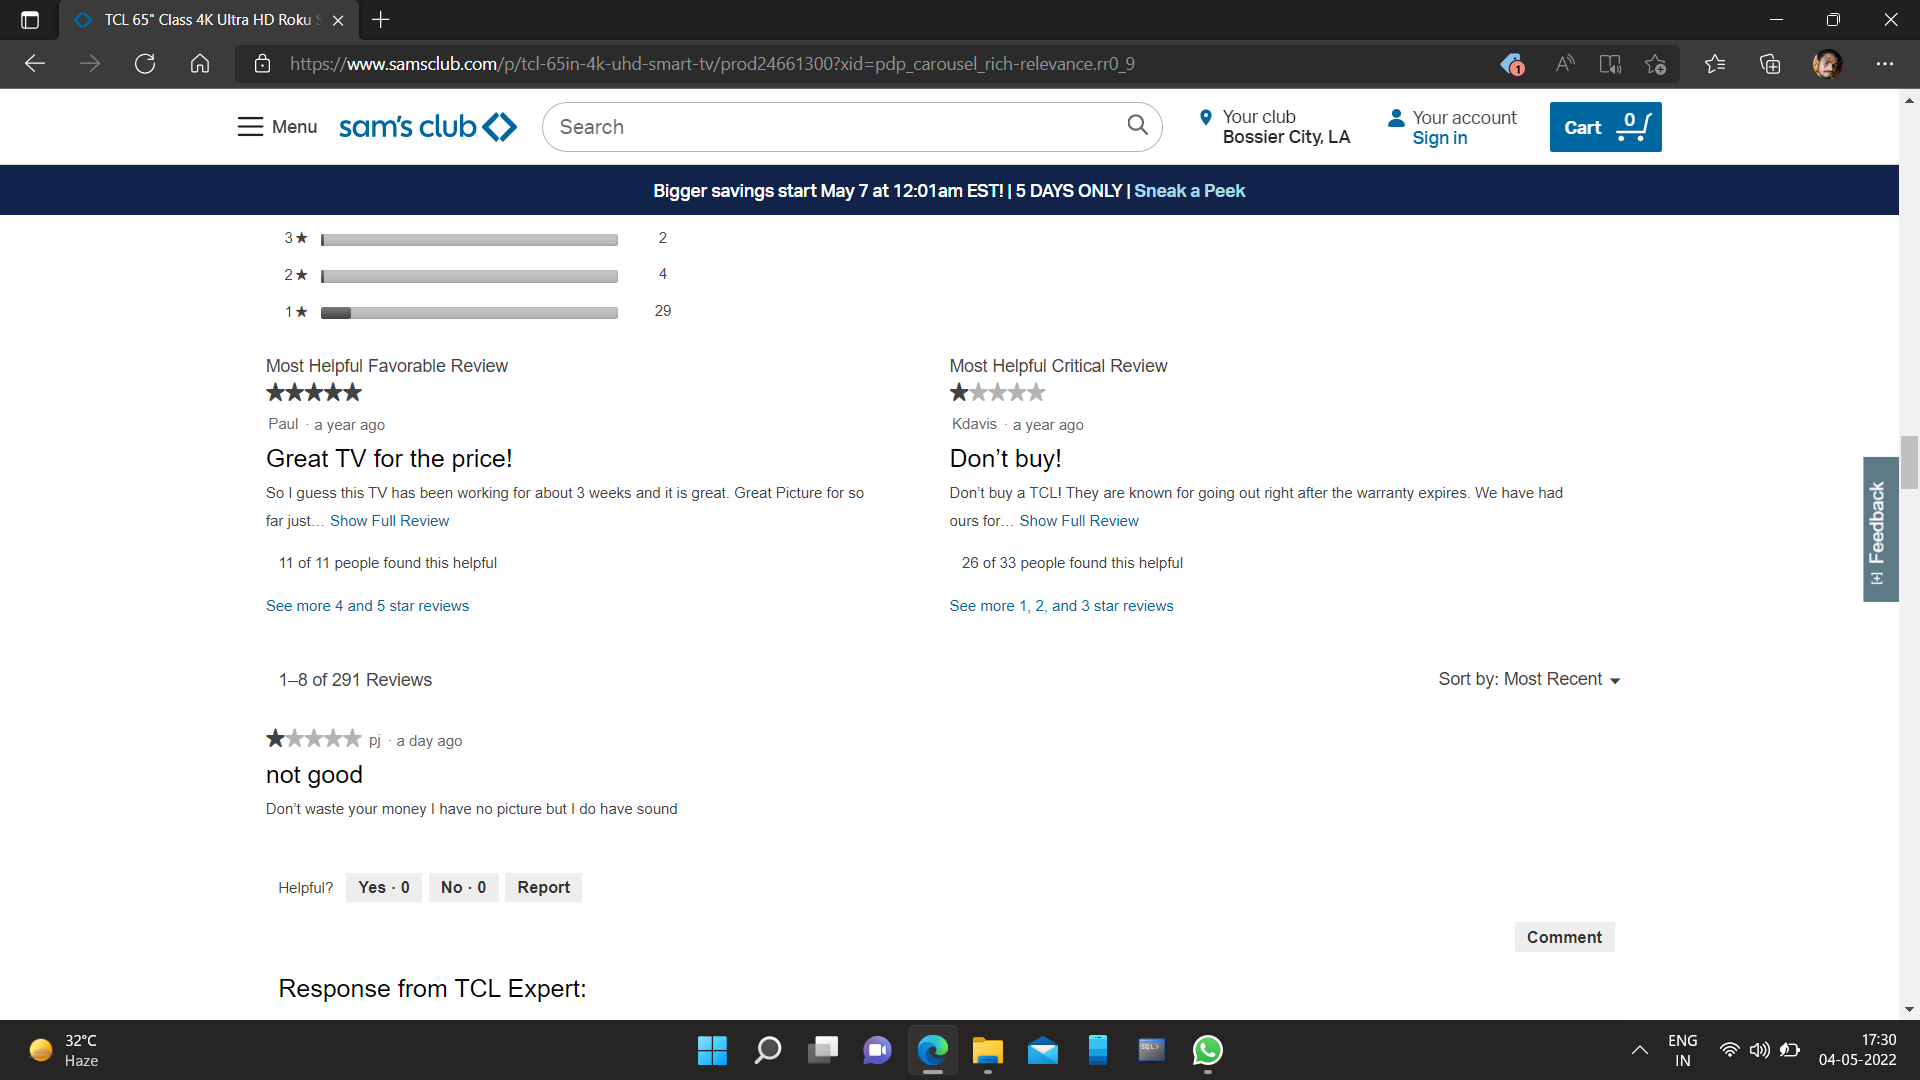 TCL 65" Class 4K Ultra HD Roku S
https://www.samsclub.com/p/tcl-65in-4k-uhd-smart-tv/prod24661300?xid=pdp_carousel_rich-relevance.rr0_9
1
Menu
sam's club
Search
Your club
Bossier City, LA
Your account
Sign in
Cart
0
Bigger savings start May 7 at 12:01am EST! | 5 DAYS ONLY | Sneak a Peek
3★ 2
2★ 4
1★ 29
Most Helpful Favorable Review
Paul · a year ago
Great TV for the price!
So I guess this TV has been working for about 3 weeks and it is great. Great Picture for so
far just… Show Full Review
11 of 11 people found this helpful
See more 4 and 5 star reviews
Most Helpful Critical Review
Kdavis · a year ago
Don’t buy!
Don’t buy a TCL! They are known for going out right after the warranty expires. We have had
ours for… Show Full Review
26 of 33 people found this helpful
See more 1, 2, and 3 star reviews
[+] Feedback
1–8 of 291 Reviews
Sort by: Most Recent
pj · a day ago
not good
Don’t waste your money I have no picture but I do have sound
Helpful? Yes · 0 No · 0 Report
Comment
Response from TCL Expert:
32°C
Haze
SQL>
ENG
IN
17:30
04-05-2022